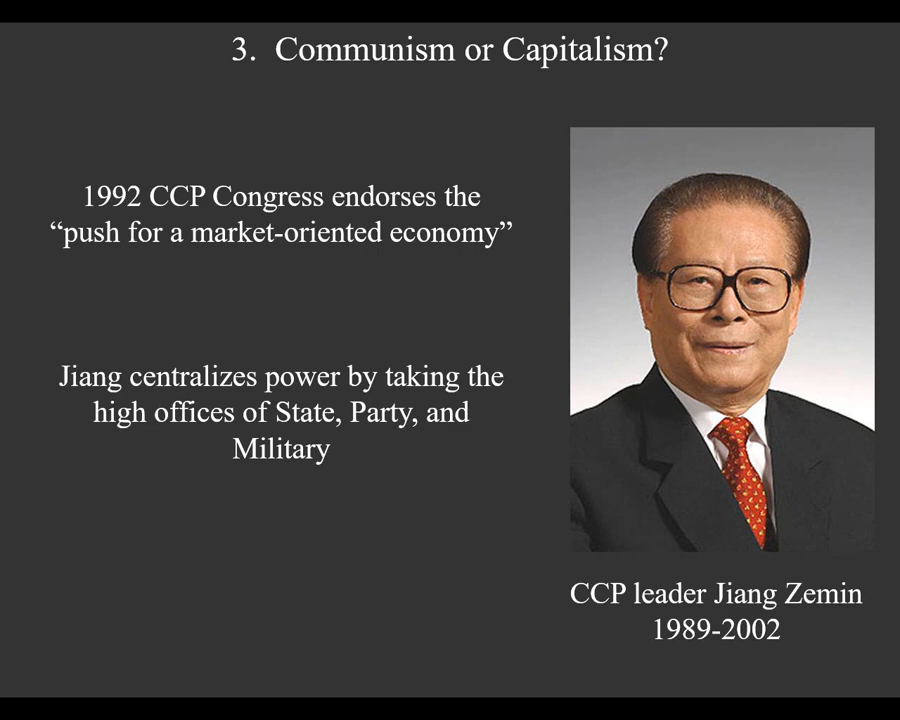 3.  Communism or Capitalism?
1992 CCP Congress endorses the
“push for a market-oriented economy”
Jiang centralizes power by taking the
high offices of State, Party, and
Military
CCP leader Jiang Zemin
1989-2002